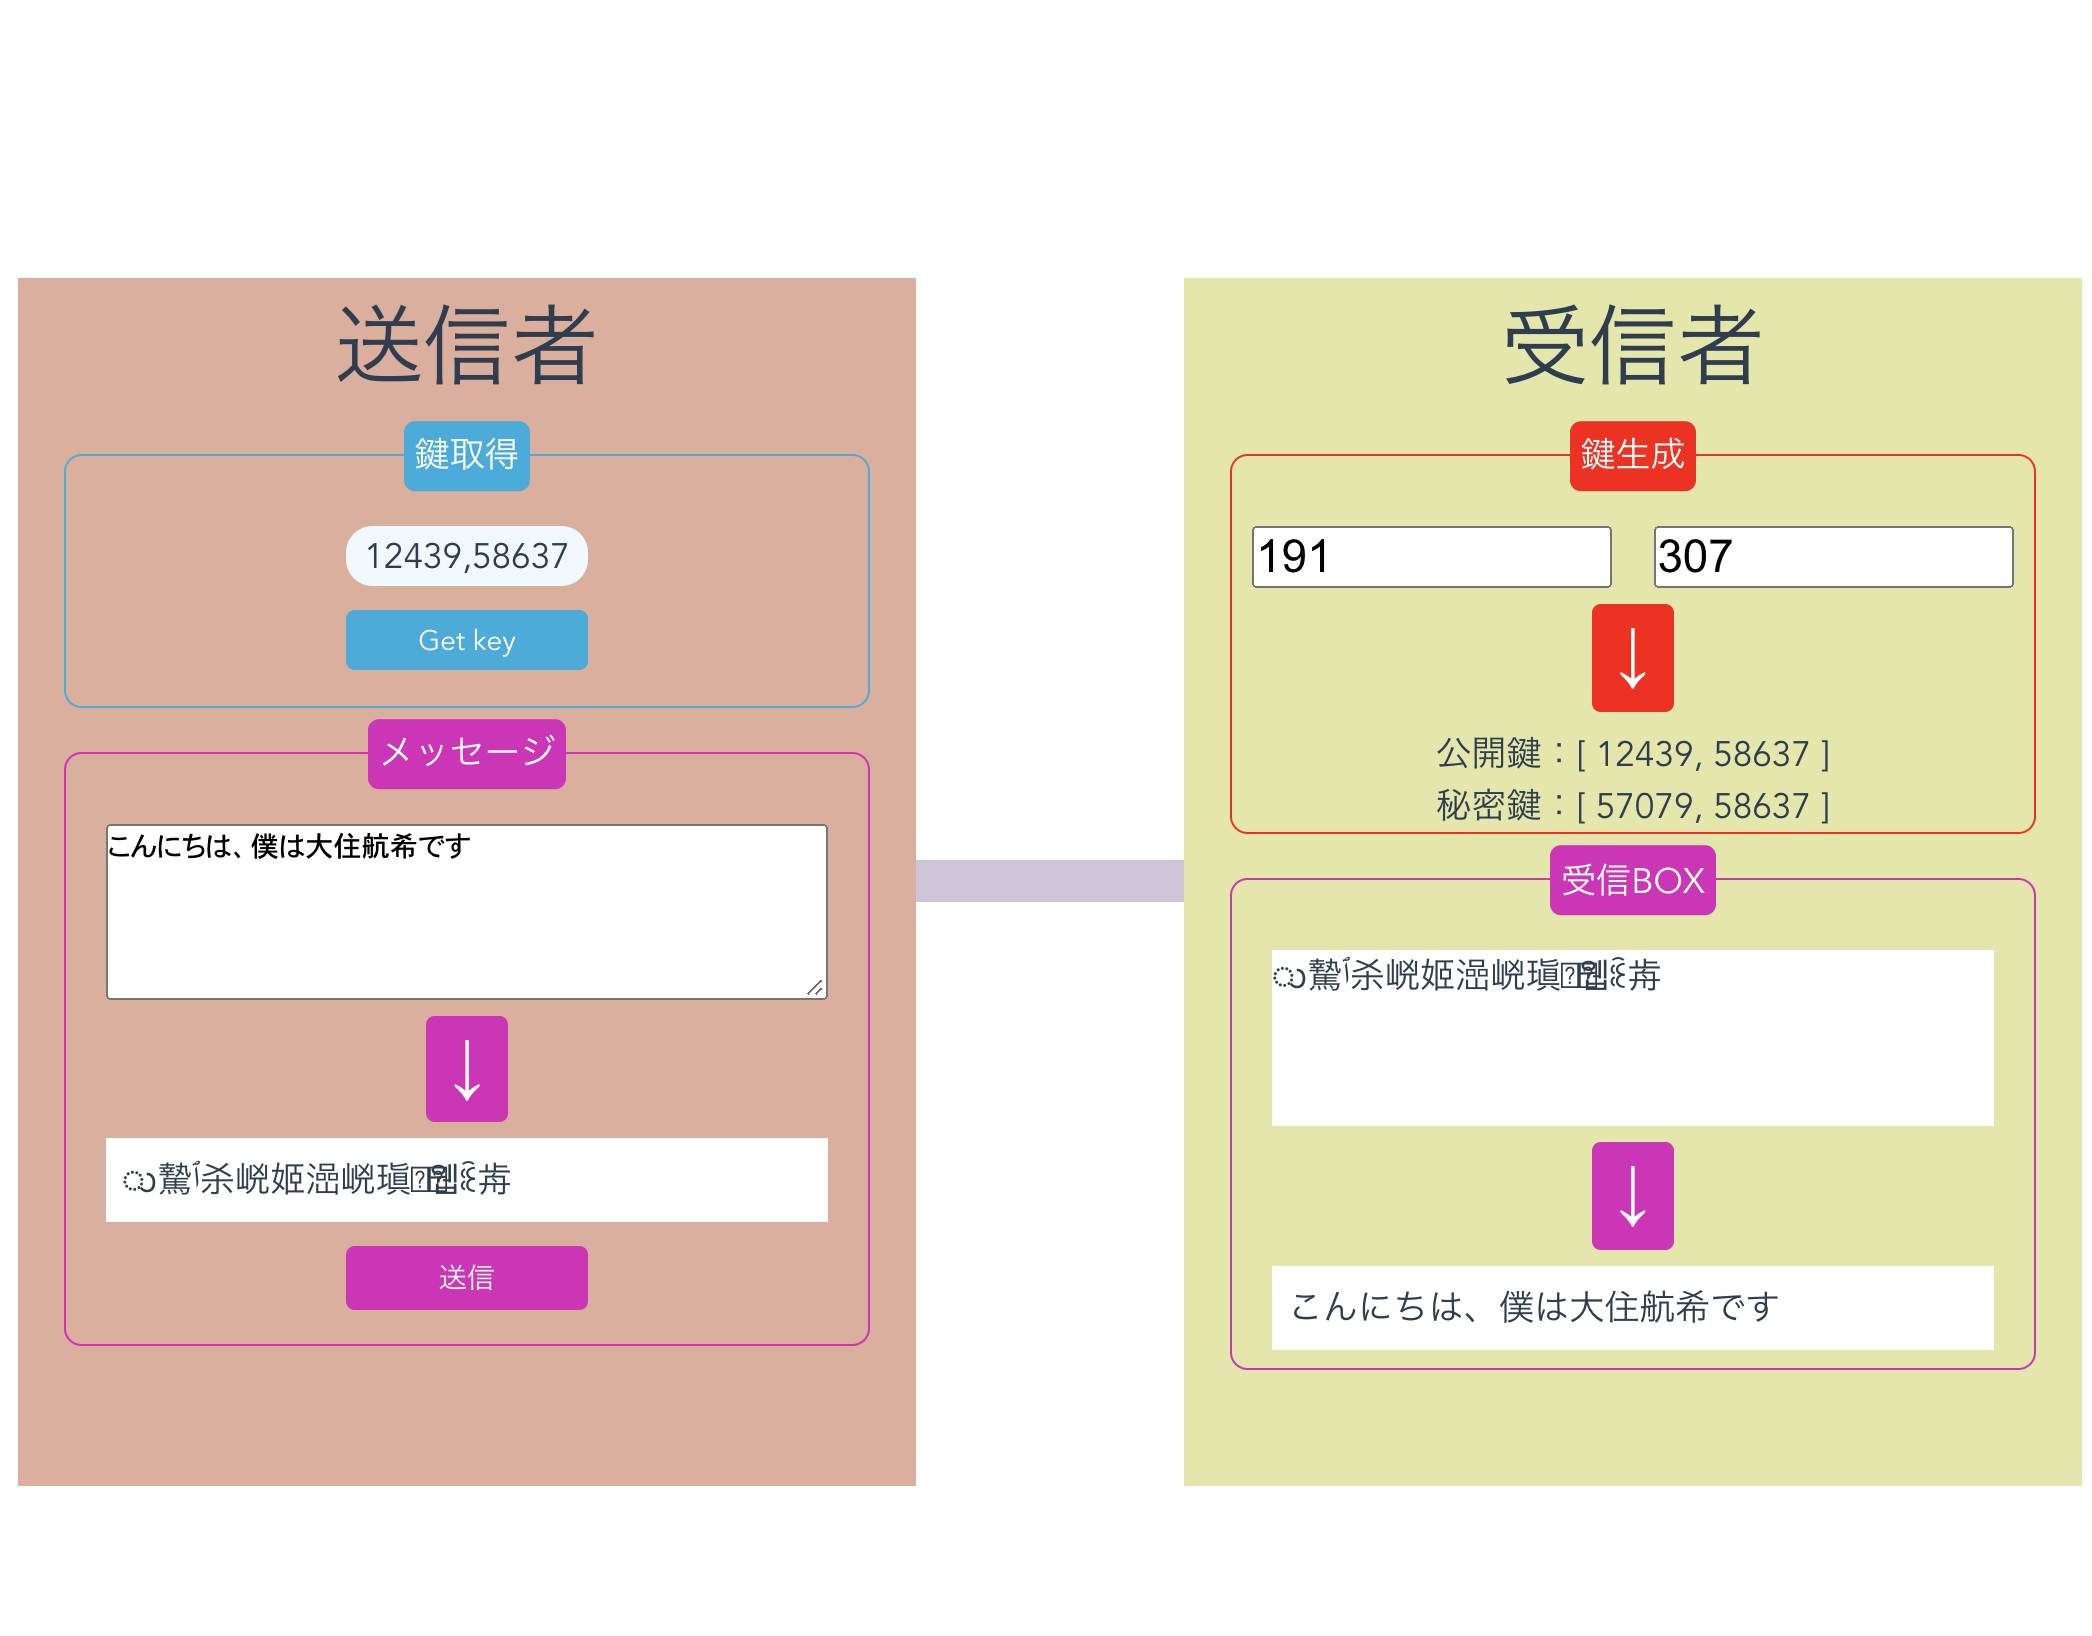 送信者
鍵取得
12439,58637
Get key
メッセージ
こんにちは、僕は大住航希です
↓
送信
受信者
鍵生成
191 307
↓
公開鍵：[ 12439, 58637 ]
秘密鍵：[ 57079, 58637 ]
受信BOX
↓
こんにちは、僕は大住航希です